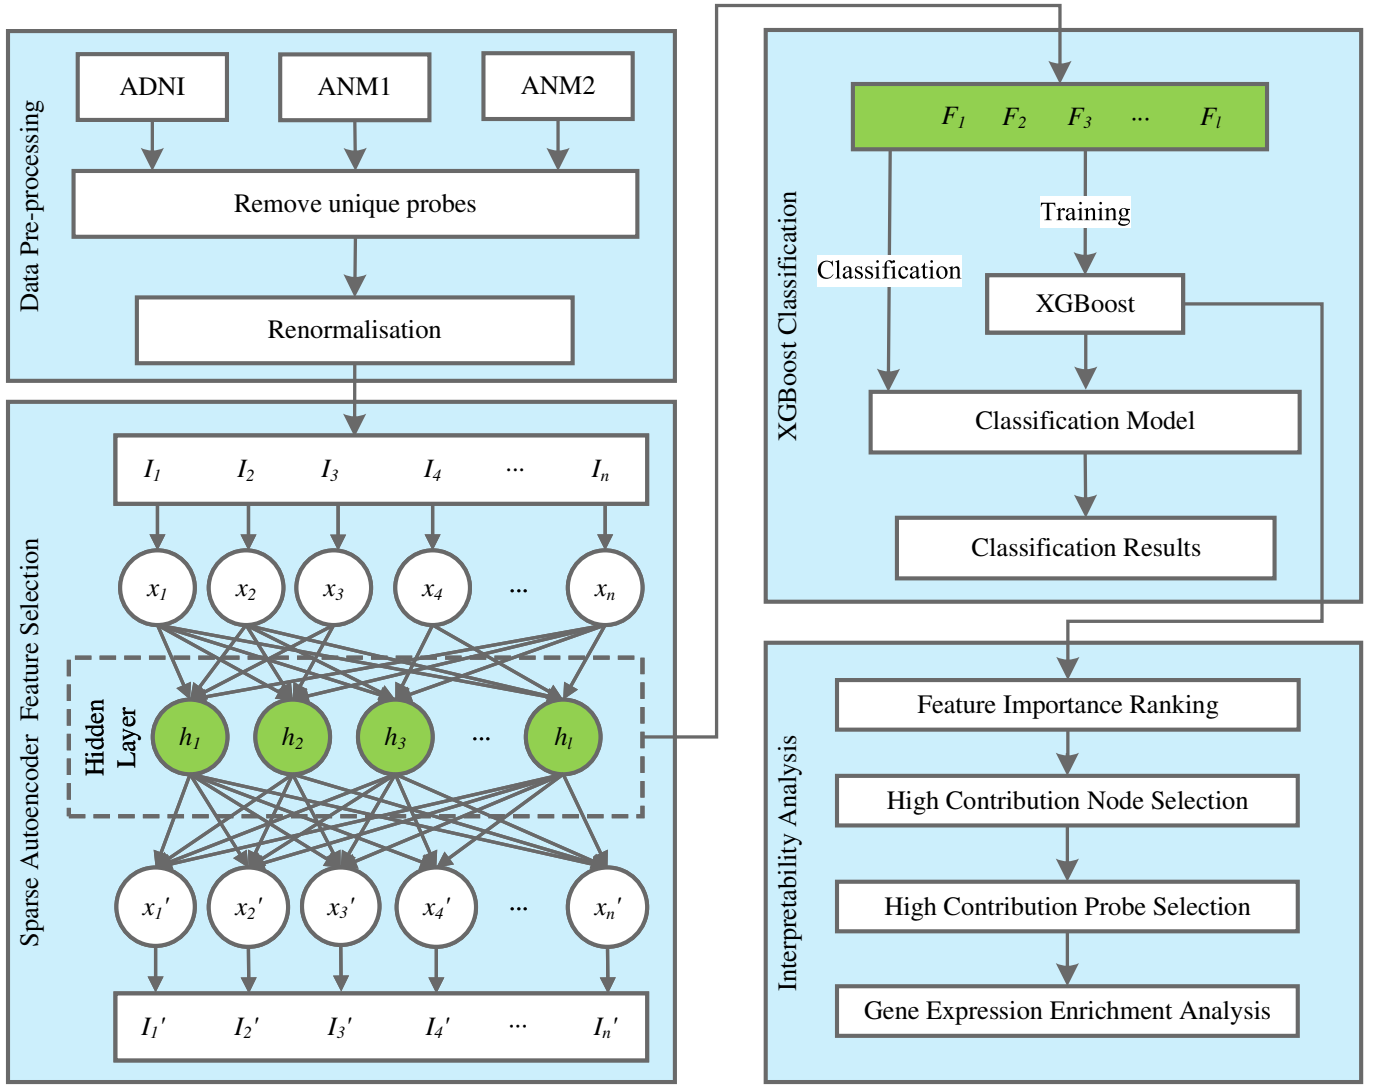 Data Pre-processing
ADNI ANM1 ANM2
Remove unique probes
Renormalisation
Sparse Autoencoder Feature Selection
I1 I2 I3 I4 ... In
x1 x2 x3 x4 ... xn
Hidden
Layer
h1 h2 h3 ... hl
x1' x2' x3' x4' ... xn'
I1' I2' I3' I4' ... In'
XGBoost Classification
F1 F2 F3 ... Fl
Training
Classification
XGBoost
Classification Model
Classification Results
Interpretability Analysis
Feature Importance Ranking
High Contribution Node Selection
High Contribution Probe Selection
Gene Expression Enrichment Analysis